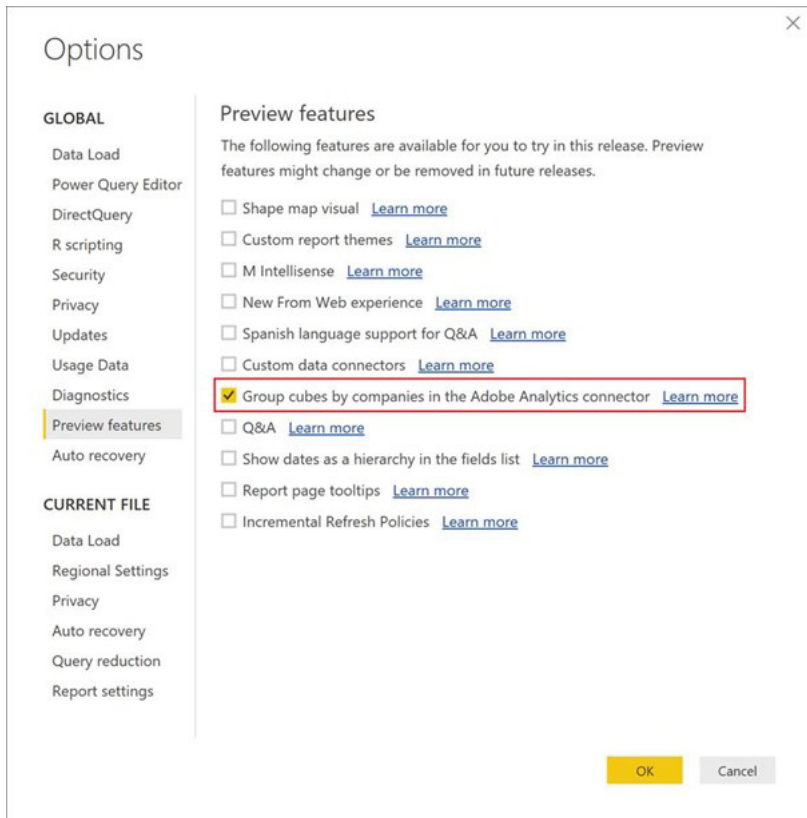 Options
GLOBAL
Data Load
Power Query Editor
DirectQuery
R scripting
Security
Privacy
Updates
Usage Data
Diagnostics
Preview features
Auto recovery
CURRENT FILE
Data Load
Regional Settings
Privacy
Auto recovery
Query reduction
Report settings
Preview features
The following features are available for you to try in this release. Preview
features might change or be removed in future releases.
Shape map visual Learn more
Custom report themes Learn more
M Intellisense Learn more
New From Web experience Learn more
Spanish language support for Q&A Learn more
Custom data connectors Learn more
Group cubes by companies in the Adobe Analytics connector Learn more
Q&A Learn more
Show dates as a hierarchy in the fields list Learn more
Report page tooltips Learn more
Incremental Refresh Policies Learn more
OK
Cancel